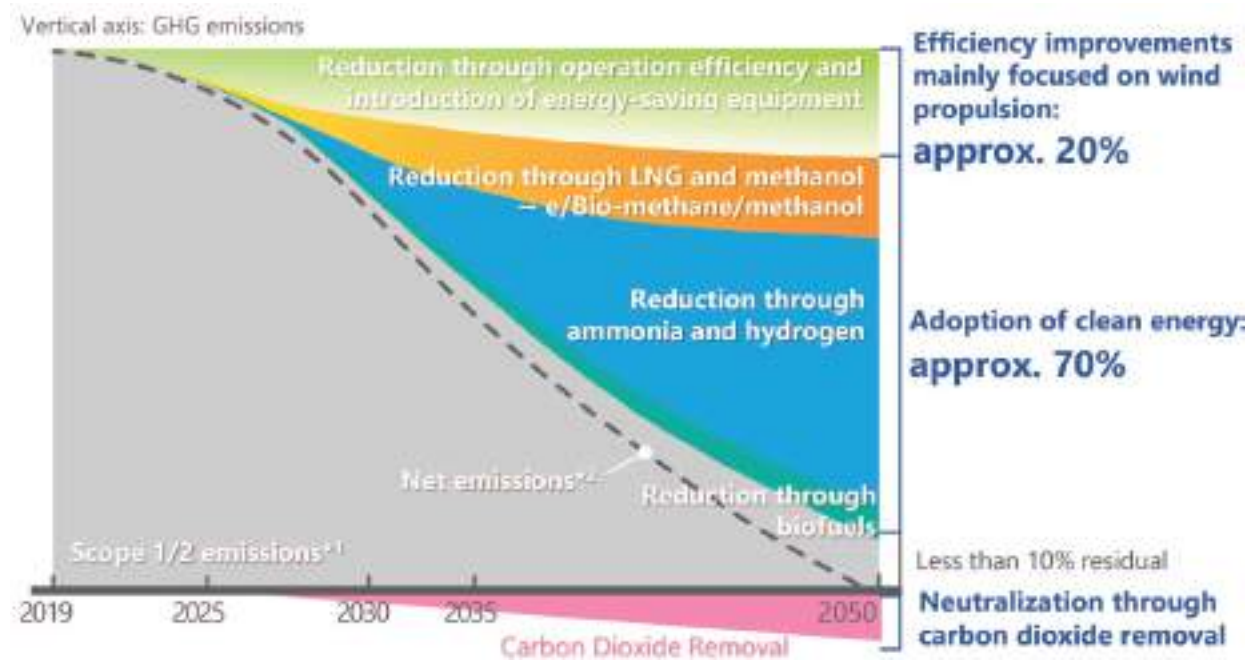 Vertical axis: GHG emissions
Reduction through operation efficiency and
introduction of energy-saving equipment
Reduction through LNG and methanol
— e/Bio-methane/methanol
Reduction through
ammonia and hydrogen
Net emissions*²
Reduction through
biofuels
Scope 1/2 emissions*¹
2019
2025
2030
2035
2050
Carbon Dioxide Removal
Efficiency improvements
mainly focused on wind
propulsion:
approx. 20%
Adoption of clean energy:
approx. 70%
Less than 10% residual
Neutralization through
carbon dioxide removal